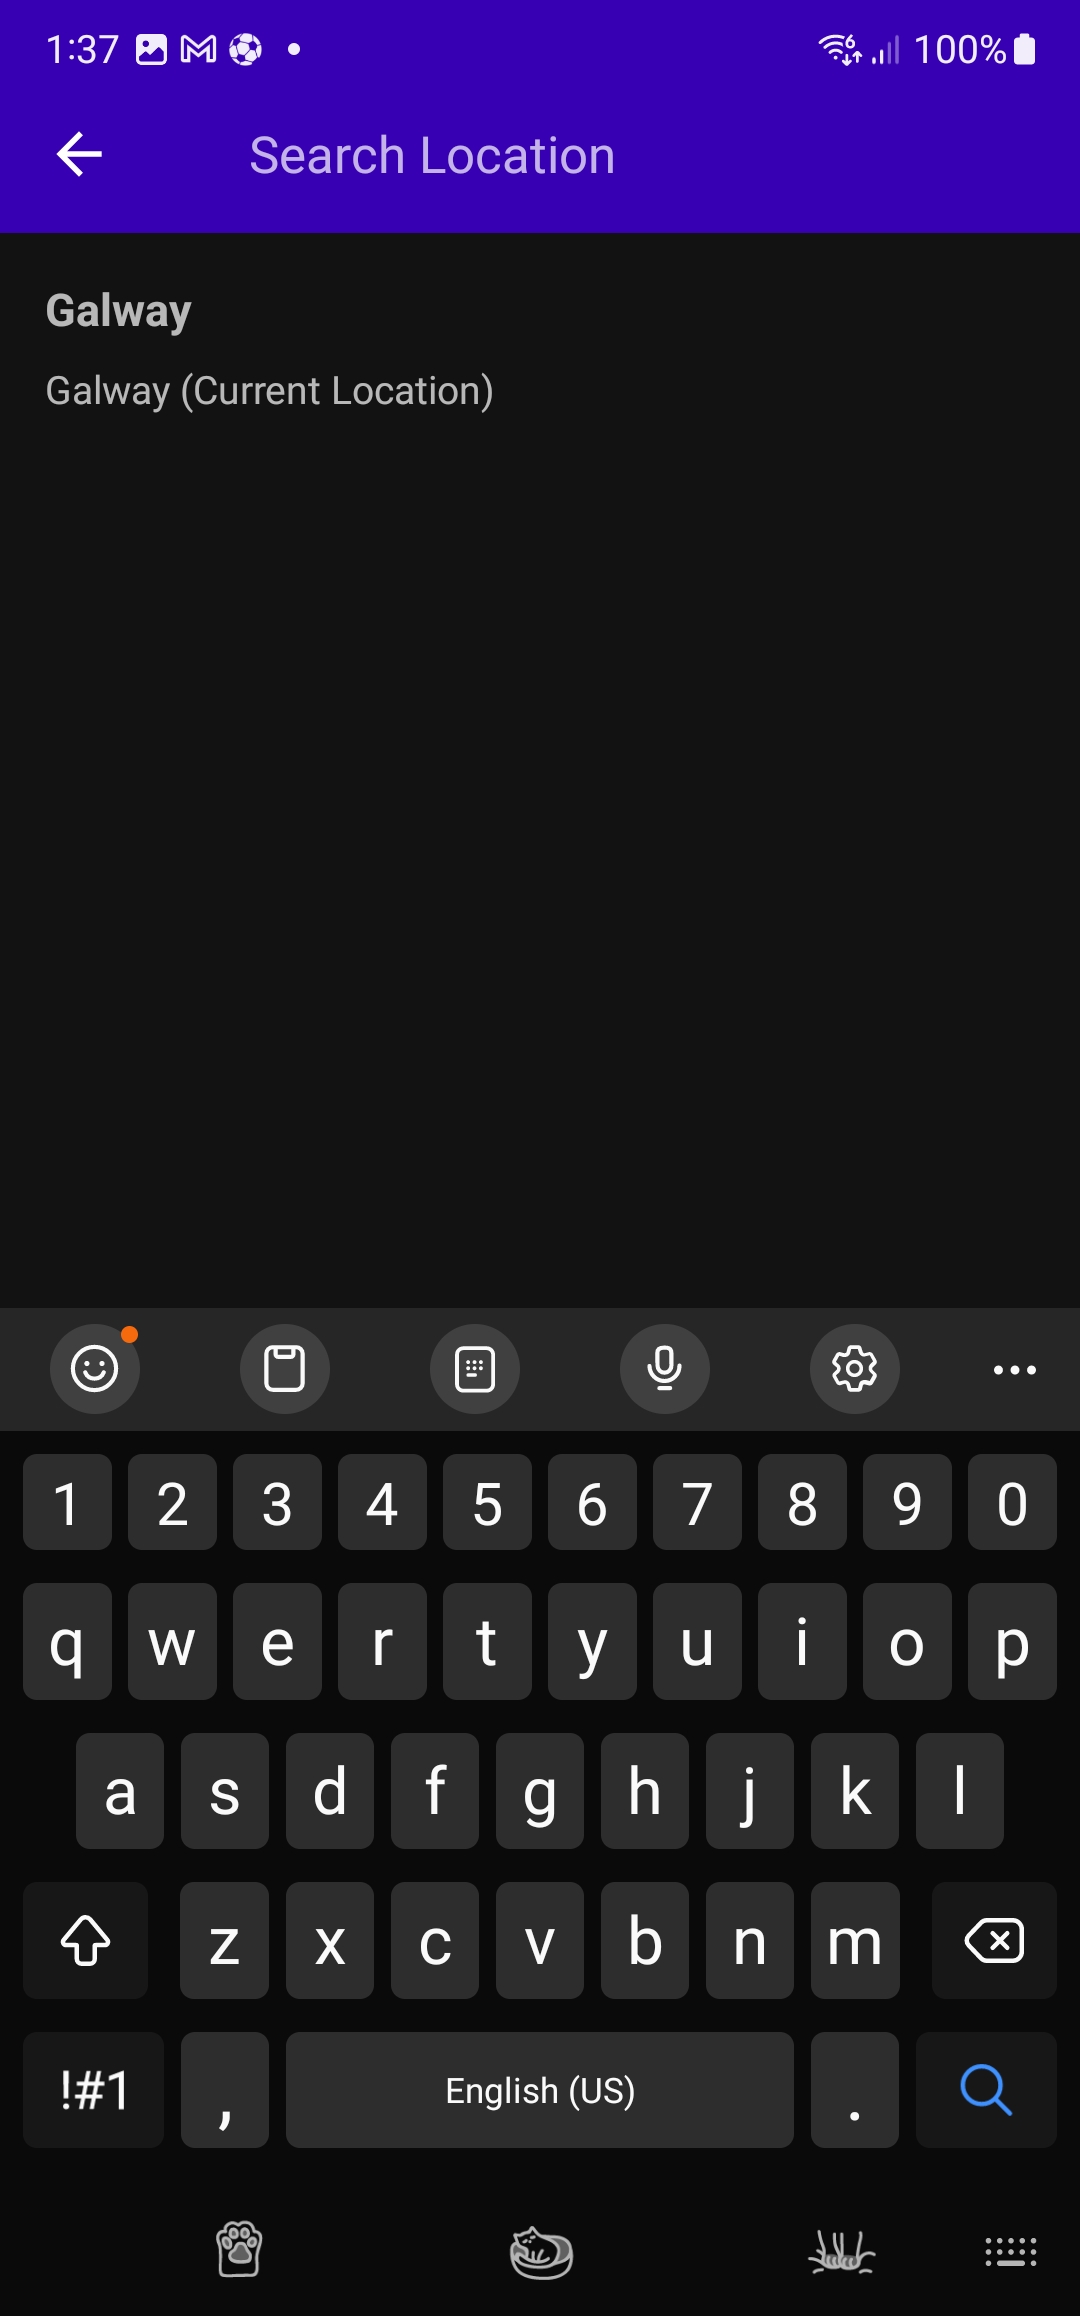 1:37 100%
Search Location
Galway
Galway (Current Location)
1 2 3 4 5 6 7 8 9 0
q w e r t y u i o p
a s d f g h j k l
z x c v b n m
!#1 , English (US) .